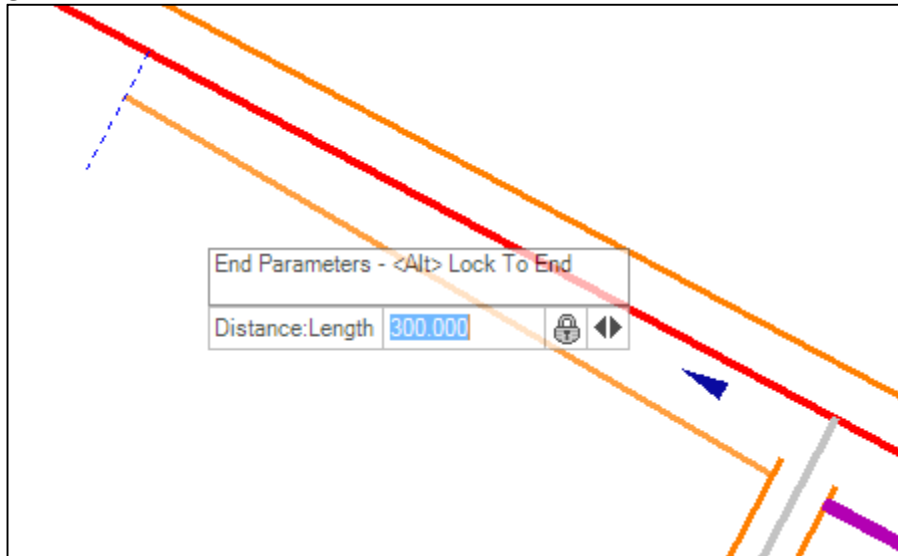 End Parameters - <Alt> Lock To End
Distance:Length 300.000